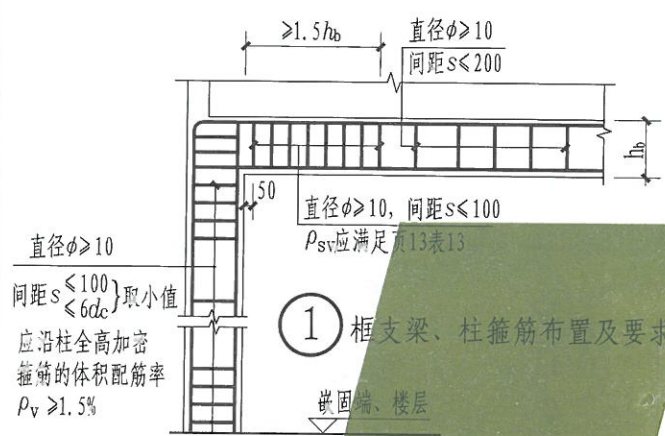 ≥1.5hb
直径φ≥10
间距s≤200
hb
50
直径φ≥10, 间距s≤100
ρsv应满足页13表13
直径φ≥10
间距s{≤100
≤6dc}取小值
应沿柱全高加密
箍筋的体积配筋率
ρv≥1.5%
1 框支梁、柱箍筋布置及要求
嵌固端、楼层